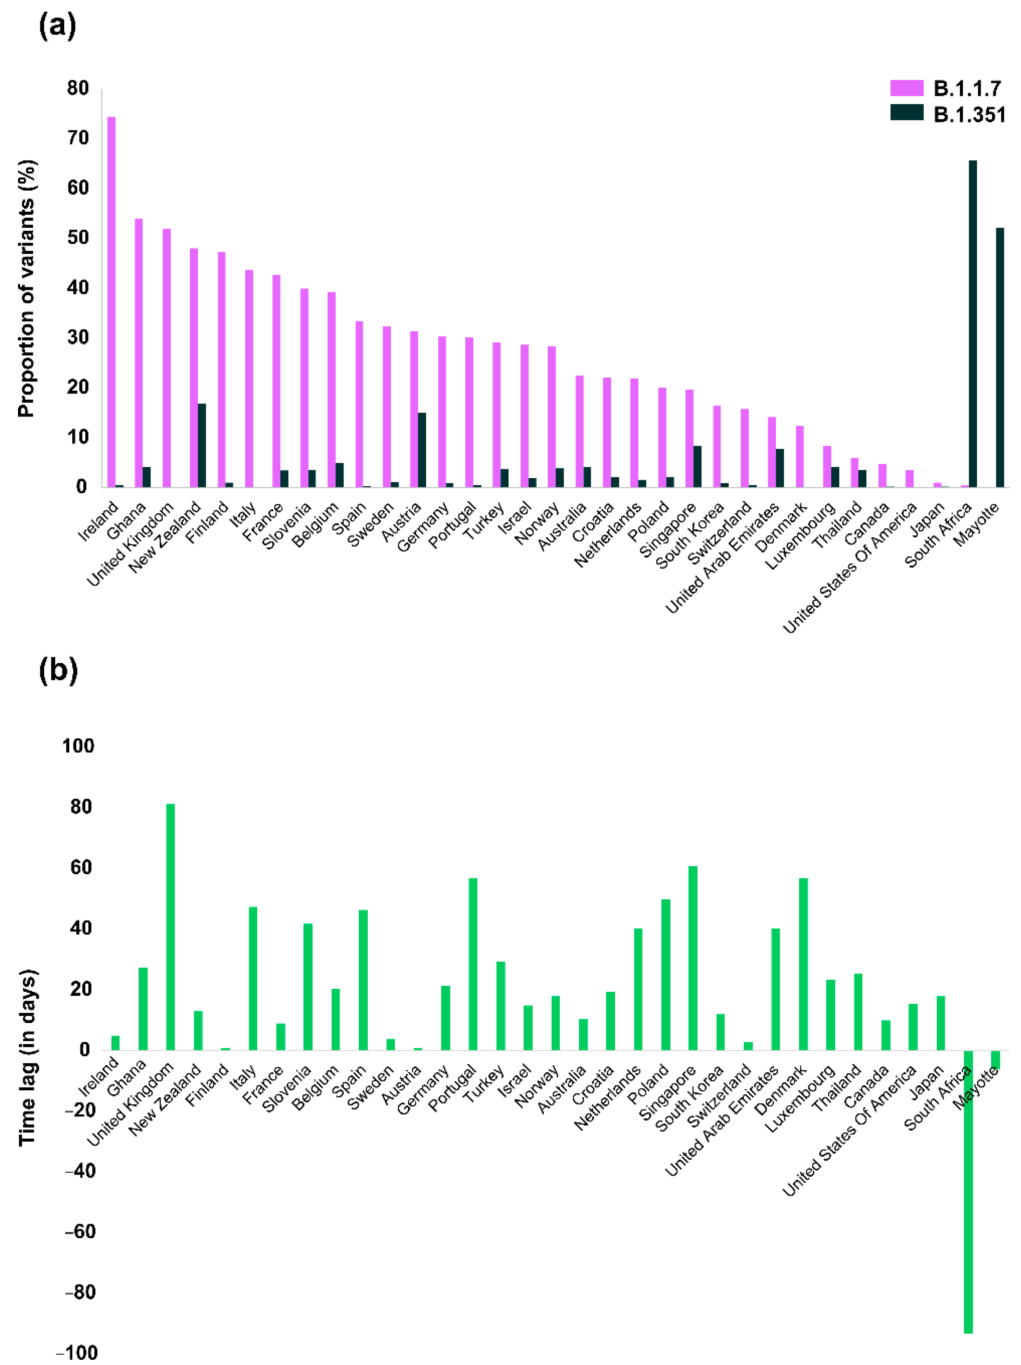 (a)
Proportion of variants (%)
80
70
60
50
40
30
20
10
0
B.1.1.7
B.1.351
Ireland
Ghana
United Kingdom
New Zealand
Finland
Italy
France
Slovenia
Belgium
Spain
Sweden
Austria
Germany
Portugal
Turkey
Israel
Norway
Australia
Croatia
Netherlands
Poland
Singapore
South Korea
Switzerland
United Arab Emirates
Denmark
Luxembourg
Thailand
Canada
United States Of America
Japan
South Africa
Mayotte
(b)
Time lag (in days)
100
80
60
40
20
0
−20
−40
−60
−80
−100
Ireland
Ghana
United Kingdom
New Zealand
Finland
Italy
France
Slovenia
Belgium
Spain
Sweden
Austria
Germany
Portugal
Turkey
Israel
Norway
Australia
Croatia
Netherlands
Poland
Singapore
South Korea
Switzerland
United Arab Emirates
Denmark
Luxembourg
Thailand
Canada
United States Of America
Japan
South Africa
Mayotte